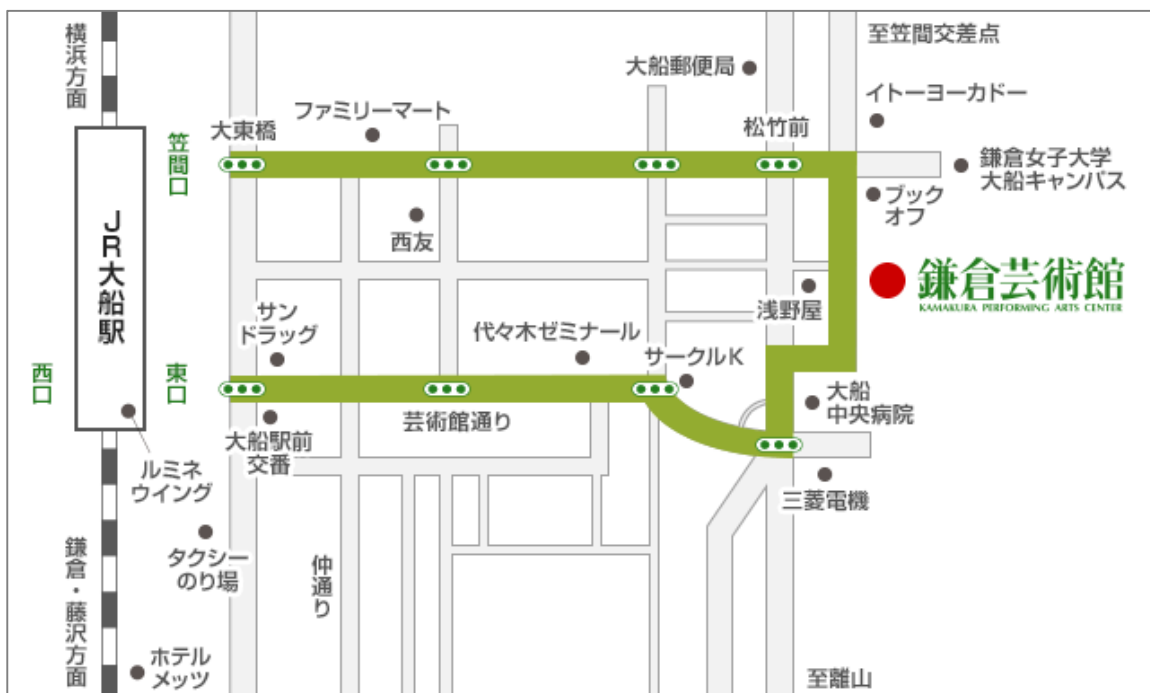 横浜方面
至笠間交差点
大船郵便局
イトーヨーカドー
ファミリーマート
大東橋
松竹前
笠間口
鎌倉女子大学
大船キャンパス
ブック
オフ
西友
JR大船駅
鎌倉芸術館
KAMAKURA PERFORMING ARTS CENTER
浅野屋
サン
ドラッグ
代々木ゼミナール
サークルK
西口
東口
大船
中央病院
芸術館通り
大船駅前
交番
ルミネ
ウイング
三菱電機
タクシー
のり場
仲通り
鎌倉・藤沢方面
ホテル
メッツ
至離山